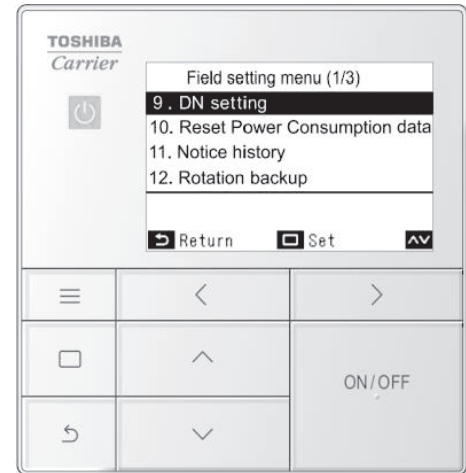 TOSHIBA
Carrier
Field setting menu (1/3)
9. DN setting
10. Reset Power Consumption data
11. Notice history
12. Rotation backup
Return Set
ON/OFF